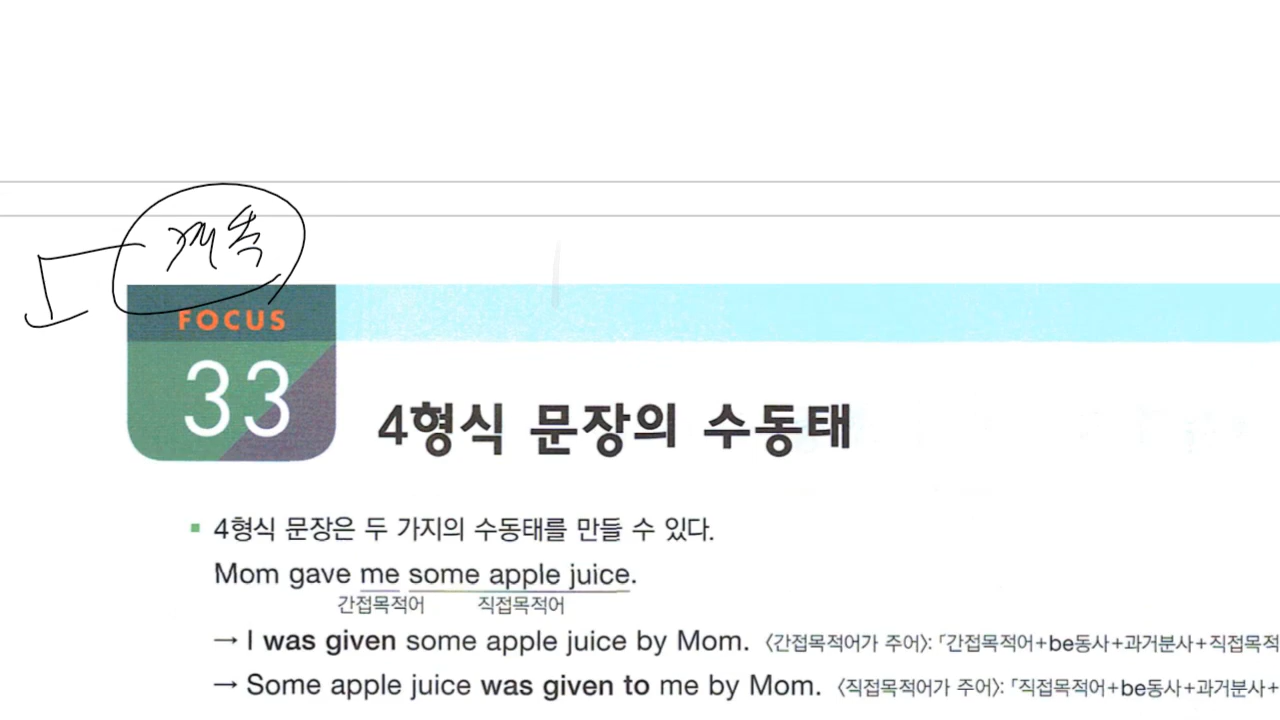 계속
FOCUS
33
4형식 문장의 수동태
▪ 4형식 문장은 두 가지의 수동태를 만들 수 있다.
Mom gave me some apple juice.
간접목적어 직접목적어
→ I was given some apple juice by Mom. 〈간접목적어가 주어〉: 「간접목적어+be동사+과거분사+직접목적
→ Some apple juice was given to me by Mom. 〈직접목적어가 주어〉: 「직접목적어+be동사+과거분사+